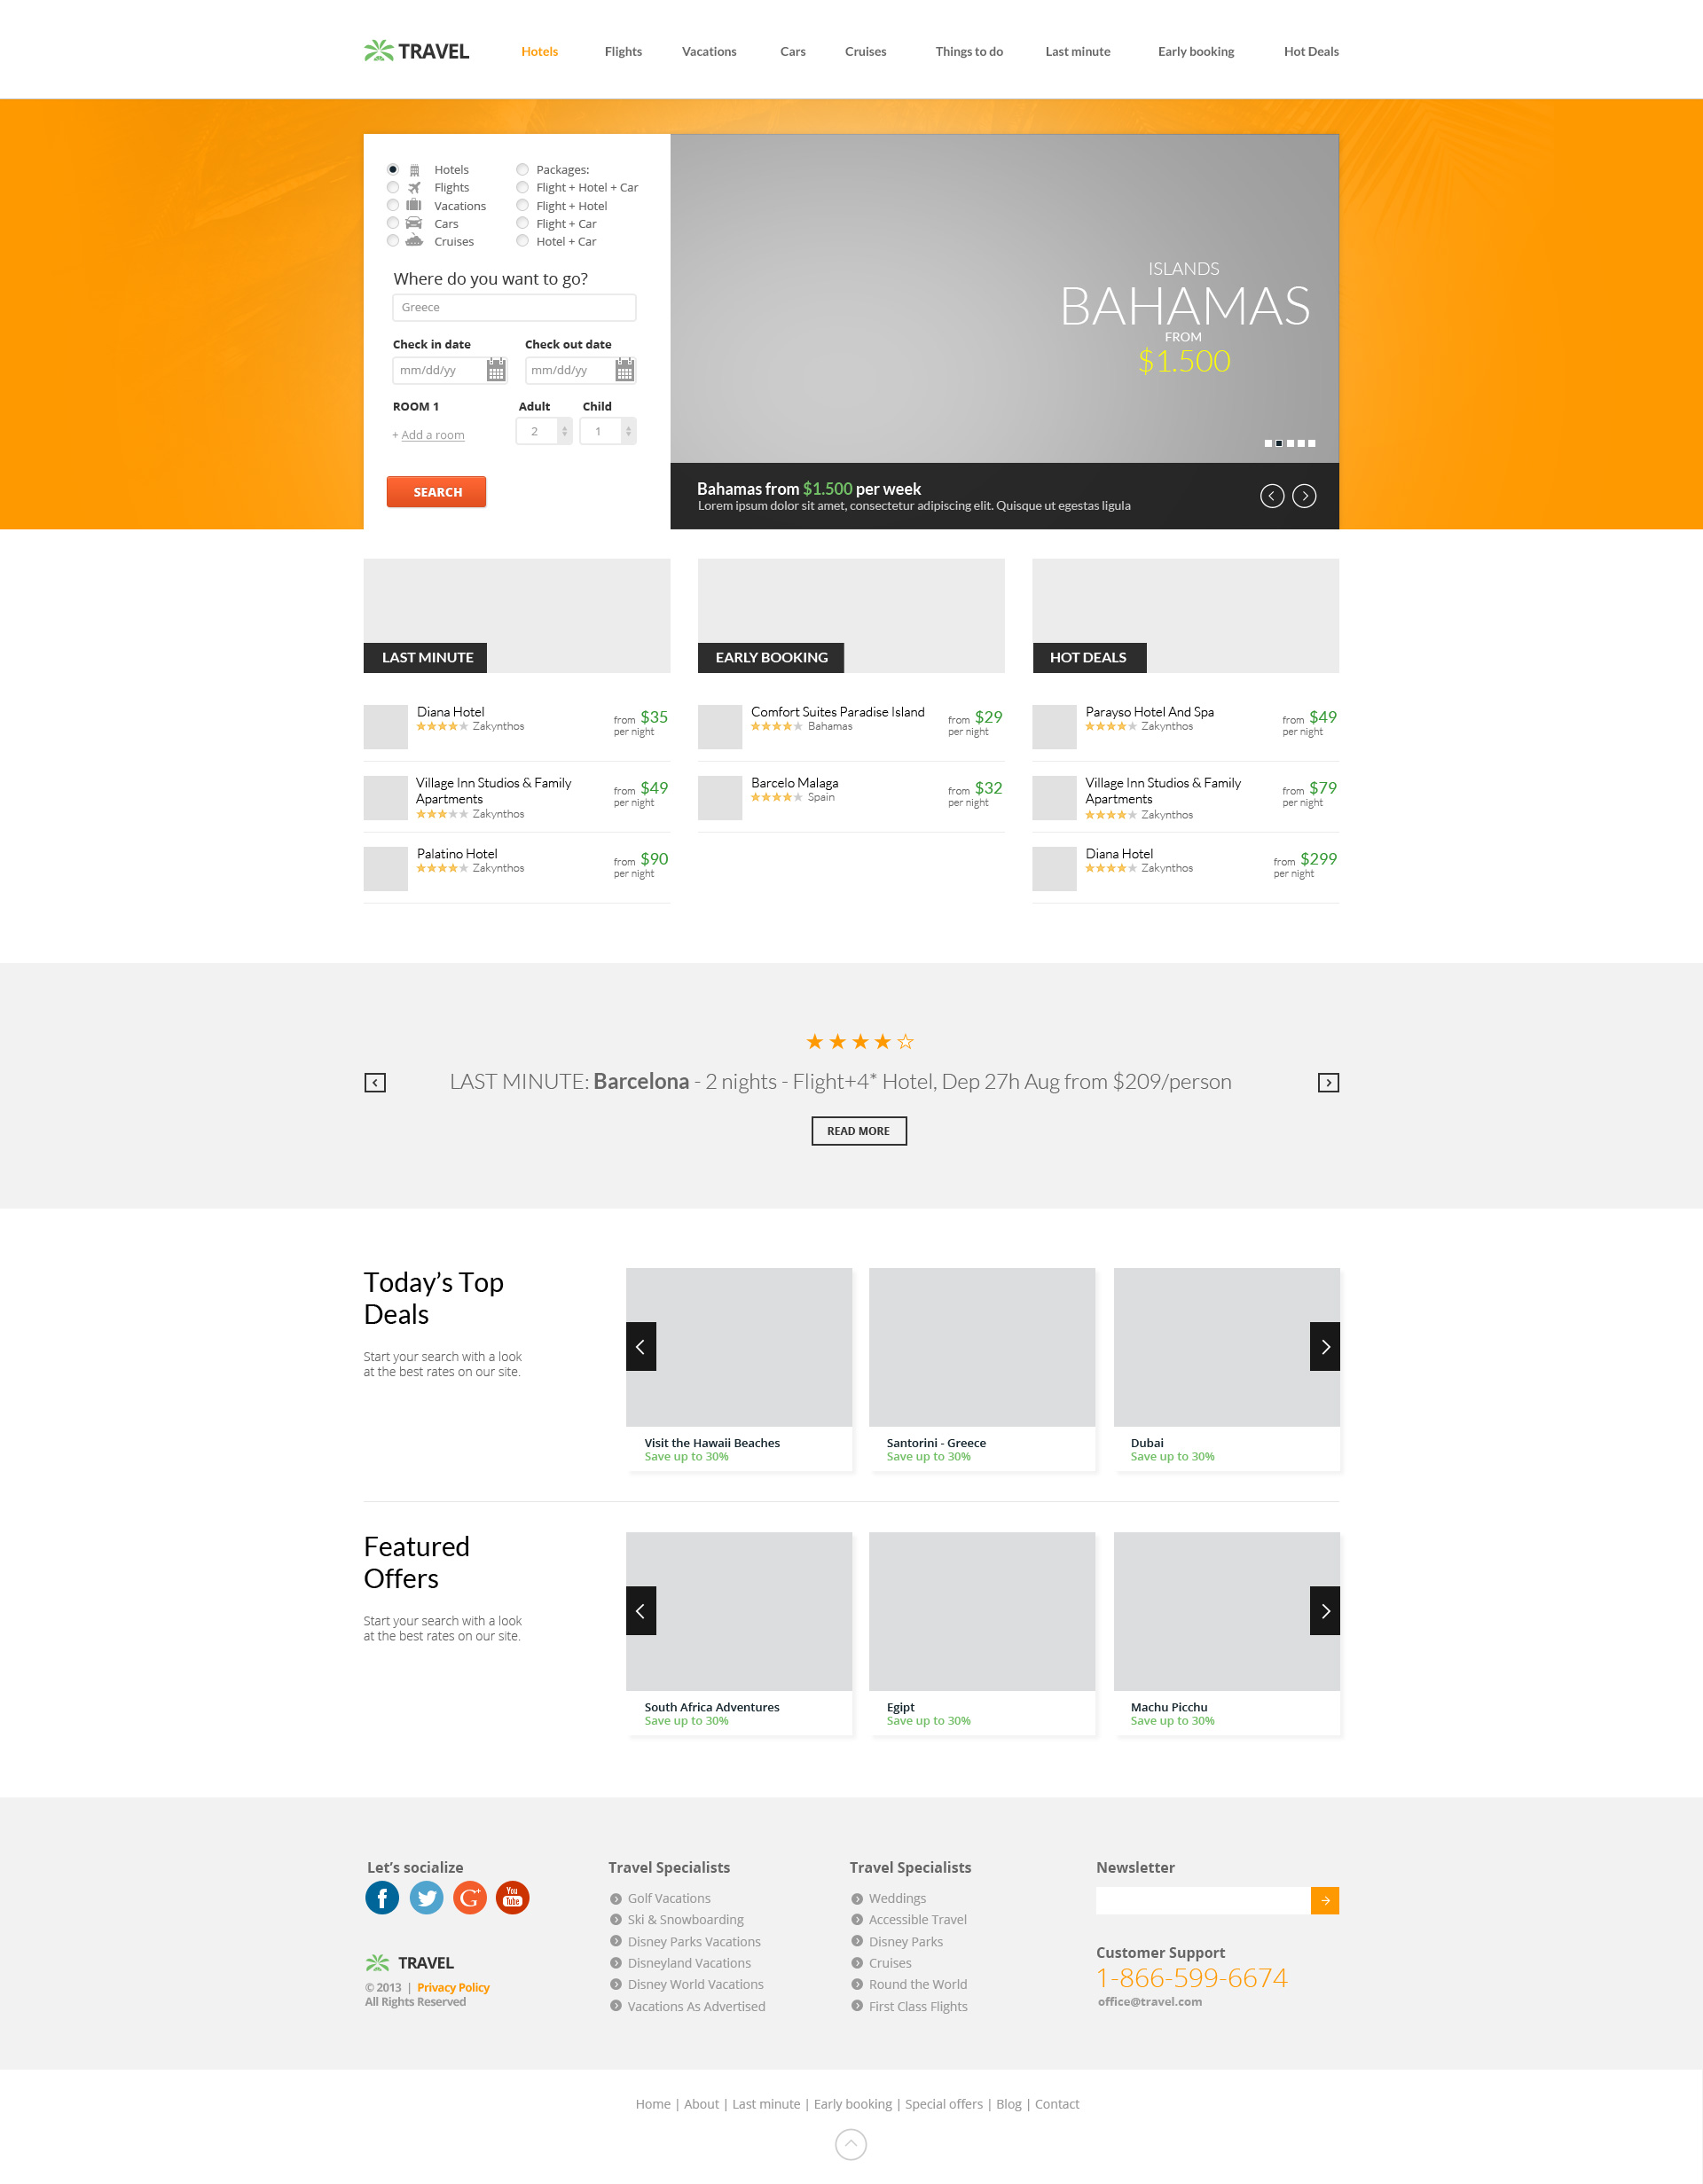 TRAVEL
Hotels Flights Vacations Cars Cruises Things to do Last minute Early booking Hot Deals
Hotels
Flights
Vacations
Cars
Cruises
Packages:
Flight + Hotel + Car
Flight + Hotel
Flight + Car
Hotel + Car
Where do you want to go?
Greece
Check in date Check out date
mm/dd/yy mm/dd/yy
ROOM 1 Adult Child
+ Add a room 2 1
SEARCH
ISLANDS
BAHAMAS
FROM
$1.500
Bahamas from $1.500 per week
Lorem ipsum dolor sit amet, consectetur adipiscing elit. Quisque ut egestas ligula
LAST MINUTE
Diana Hotel
Zakynthos
from $35
per night
Village Inn Studios & Family
Apartments
Zakynthos
from $49
per night
Palatino Hotel
Zakynthos
from $90
per night
EARLY BOOKING
Comfort Suites Paradise Island
Bahamas
from $29
per night
Barcelo Malaga
Spain
from $32
per night
HOT DEALS
Parayso Hotel And Spa
Zakynthos
from $49
per night
Village Inn Studios & Family
Apartments
Zakynthos
from $79
per night
Diana Hotel
Zakynthos
from $299
per night
LAST MINUTE: Barcelona - 2 nights - Flight+4* Hotel, Dep 27h Aug from $209/person
READ MORE
Today's Top
Deals
Start your search with a look
at the best rates on our site.
Visit the Hawaii Beaches
Save up to 30%
Santorini - Greece
Save up to 30%
Dubai
Save up to 30%
Featured
Offers
Start your search with a look
at the best rates on our site.
South Africa Adventures
Save up to 30%
Egipt
Save up to 30%
Machu Picchu
Save up to 30%
Let's socialize
You
Tube
TRAVEL
© 2013 | Privacy Policy
All Rights Reserved
Travel Specialists
Golf Vacations
Ski & Snowboarding
Disney Parks Vacations
Disneyland Vacations
Disney World Vacations
Vacations As Advertised
Travel Specialists
Weddings
Accessible Travel
Disney Parks
Cruises
Round the World
First Class Flights
Newsletter
Customer Support
1-866-599-6674
office@travel.com
Home | About | Last minute | Early booking | Special offers | Blog | Contact